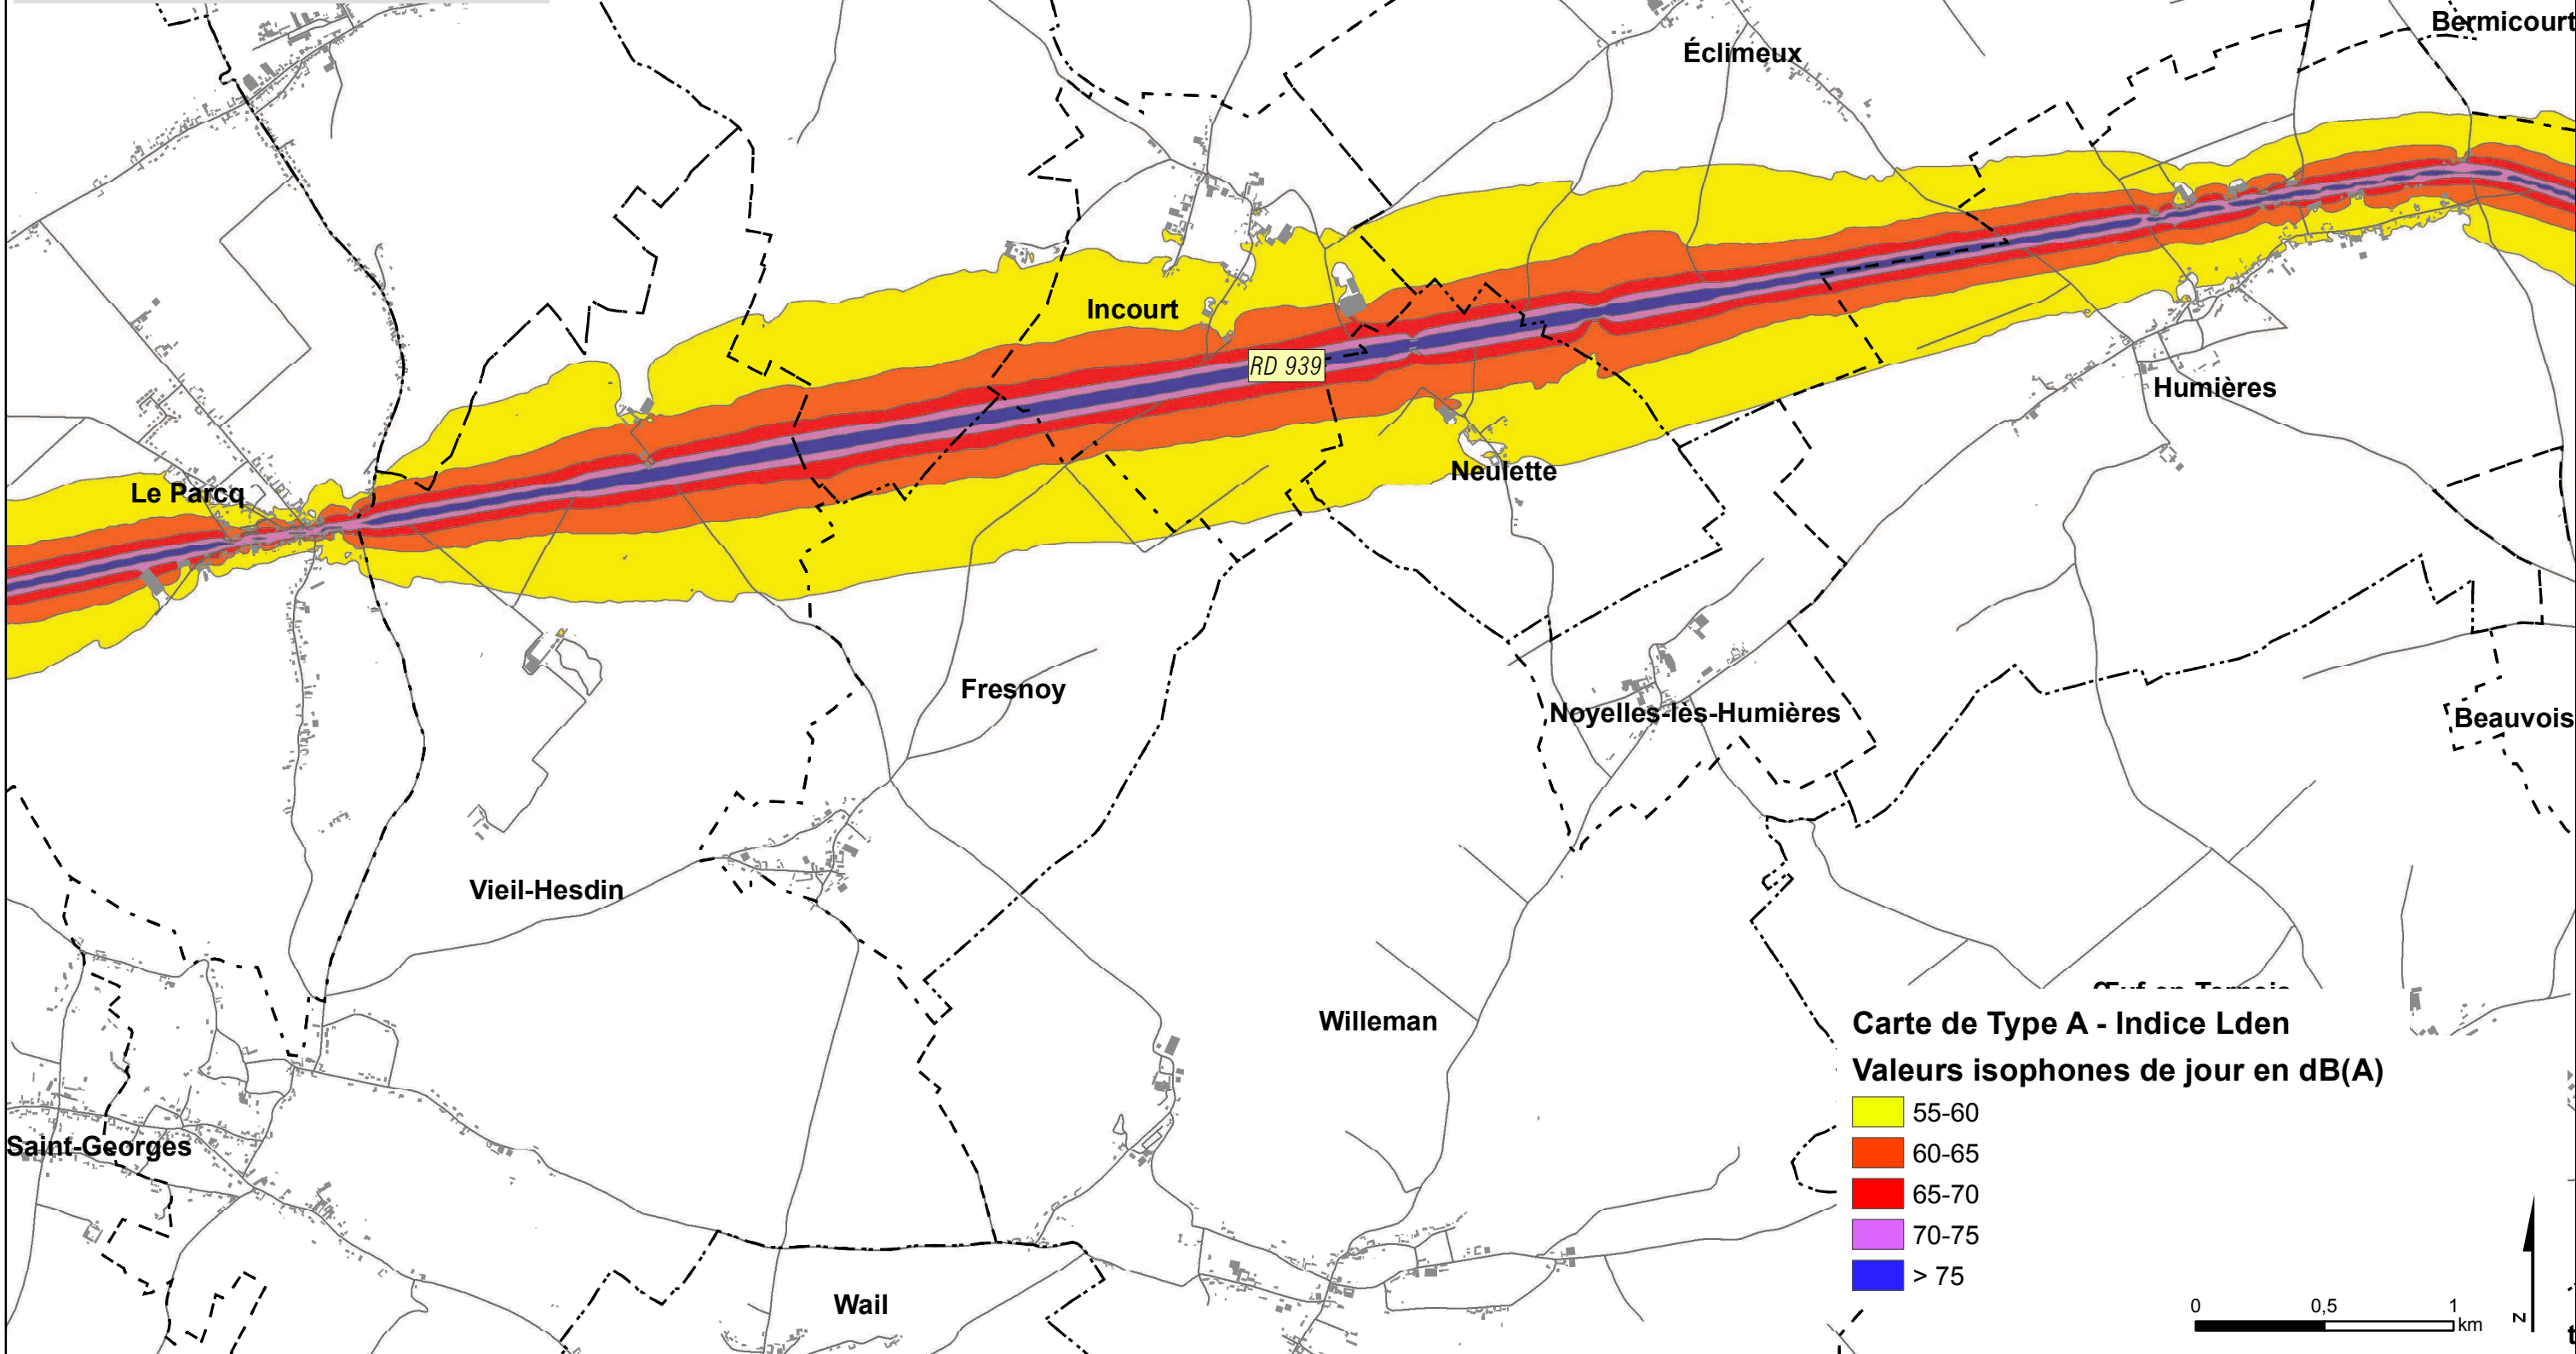 Bermicourt
Éclimeux
Incourt
RD 939
Humières
Neulette
Le Parcq
Fresnoy
Noyelles-lès-Humières
Beauvois
Vieil-Hesdin
Willeman
Saint-Georges
Wail
Carte de Type A - Indice Lden
Valeurs isophones de jour en dB(A)
55-60
60-65
65-70
70-75
> 75
0 0,5 1
km
N
t